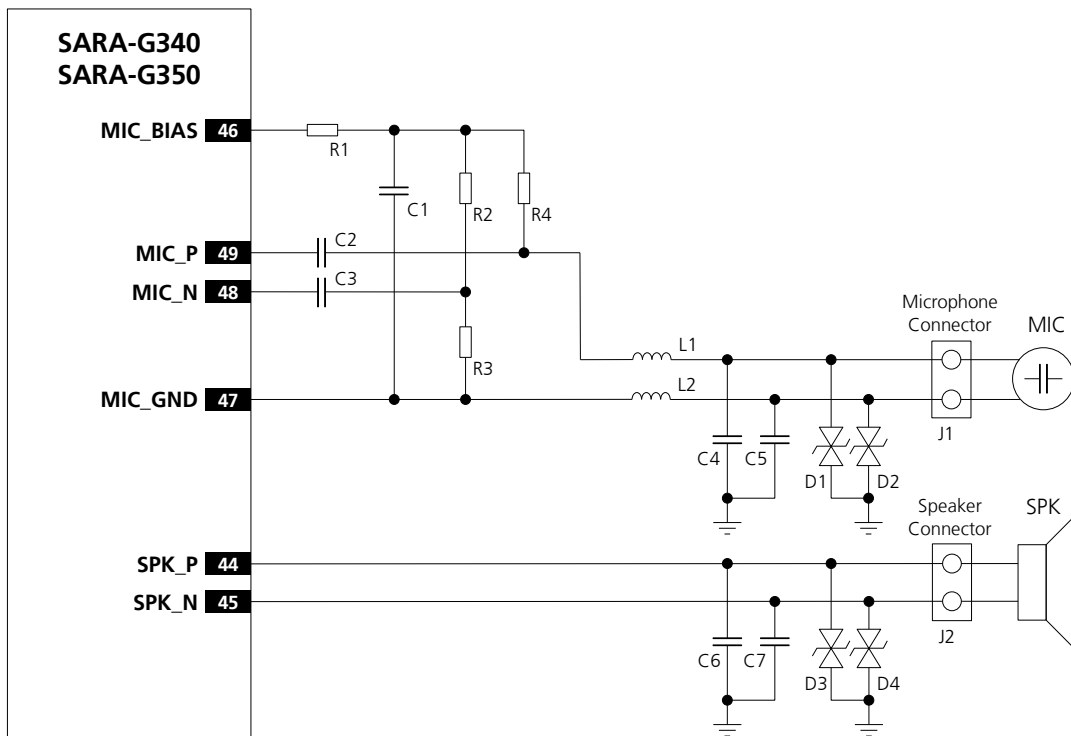 SARA-G340
SARA-G350
MIC_BIAS 46
R1
C1
R2
R4
MIC_P 49
C2
MIC_N 48
C3
R3
Microphone
Connector
MIC
L1
MIC_GND 47
L2
J1
C4
C5
D1
D2
Speaker
Connector
SPK
SPK_P 44
SPK_N 45
J2
C6
C7
D3
D4